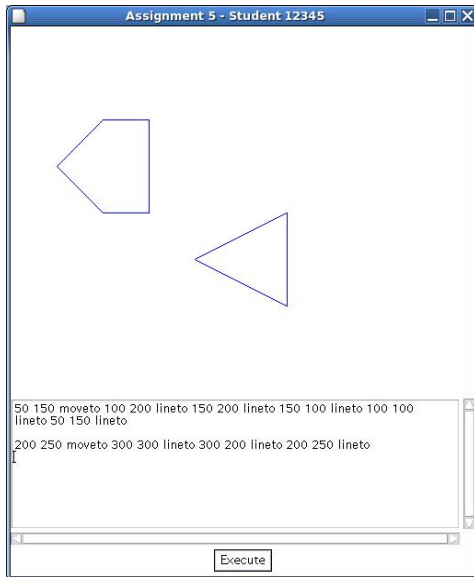 Assignment 5 - Student 12345
50 150 moveto 100 200 lineto 150 200 lineto 150 100 lineto 100 100
lineto 50 150 lineto
200 250 moveto 300 300 lineto 300 200 lineto 200 250 lineto
Execute